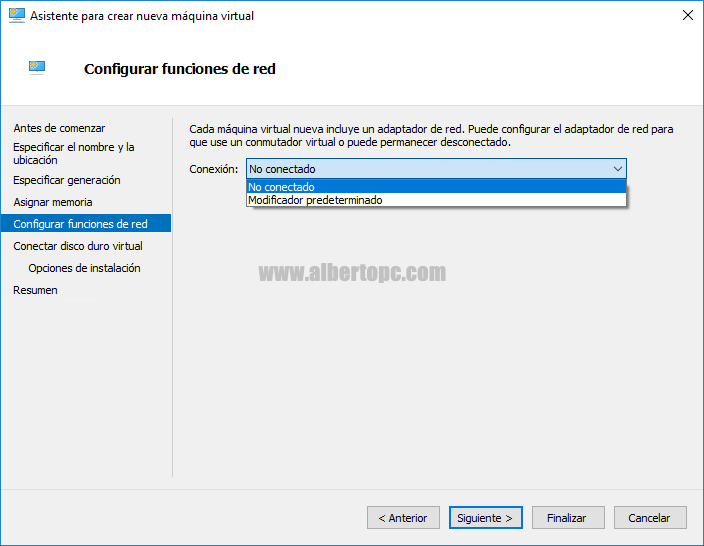 Asistente para crear nueva máquina virtual
Configurar funciones de red
Antes de comenzar
Especificar el nombre y la
ubicación
Especificar generación
Asignar memoria
Configurar funciones de red
Conectar disco duro virtual
Opciones de instalación
Resumen
Cada máquina virtual nueva incluye un adaptador de red. Puede configurar el adaptador de red para
que use un conmutador virtual o puede permanecer desconectado.
Conexión: No conectado
No conectado
Modificador predeterminado
www.albertopc.com
< Anterior
Siguiente >
Finalizar
Cancelar